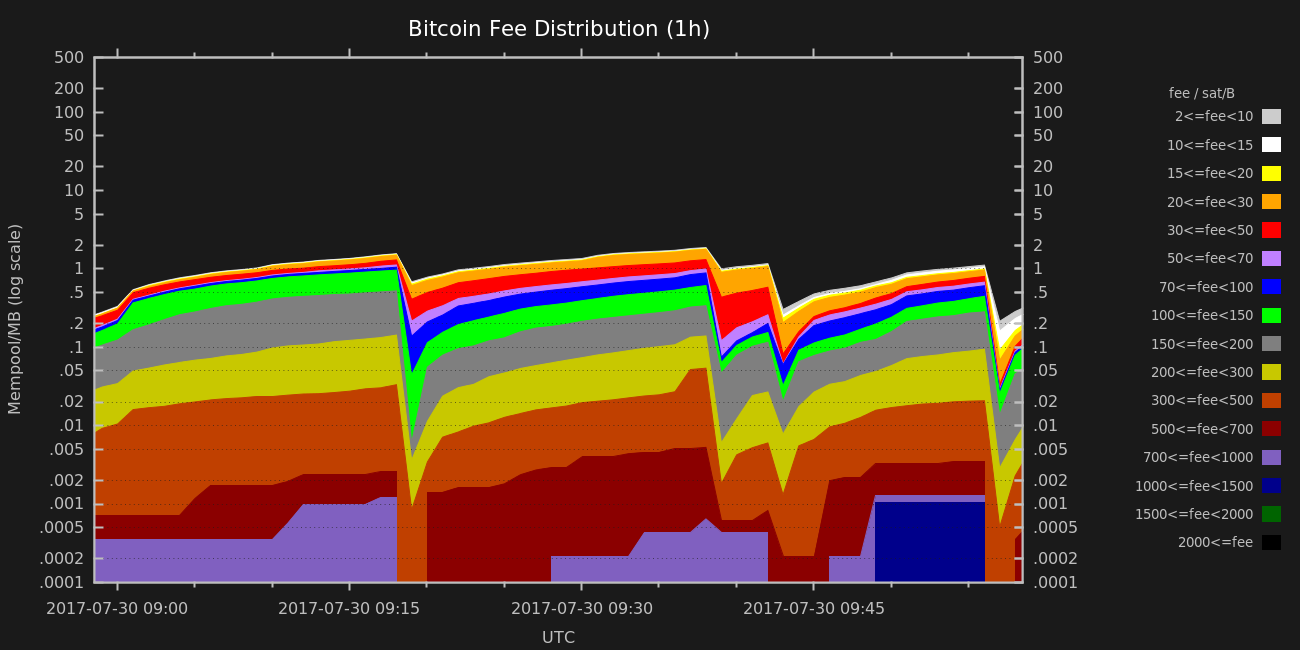 Bitcoin Fee Distribution (1h)
500
200
100
50
20
10
5
2
1
.5
.2
.1
.05
.02
.01
.005
.002
.001
.0005
.0002
.0001
Mempool/MB (log scale)
500
200
100
50
20
10
5
2
1
.5
.2
.1
.05
.02
.01
.005
.002
.001
.0005
.0002
.0001
2017-07-30 09:00
2017-07-30 09:15
2017-07-30 09:30
2017-07-30 09:45
UTC
fee / sat/B
2<=fee<10
10<=fee<15
15<=fee<20
20<=fee<30
30<=fee<50
50<=fee<70
70<=fee<100
100<=fee<150
150<=fee<200
200<=fee<300
300<=fee<500
500<=fee<700
700<=fee<1000
1000<=fee<1500
1500<=fee<2000
2000<=fee